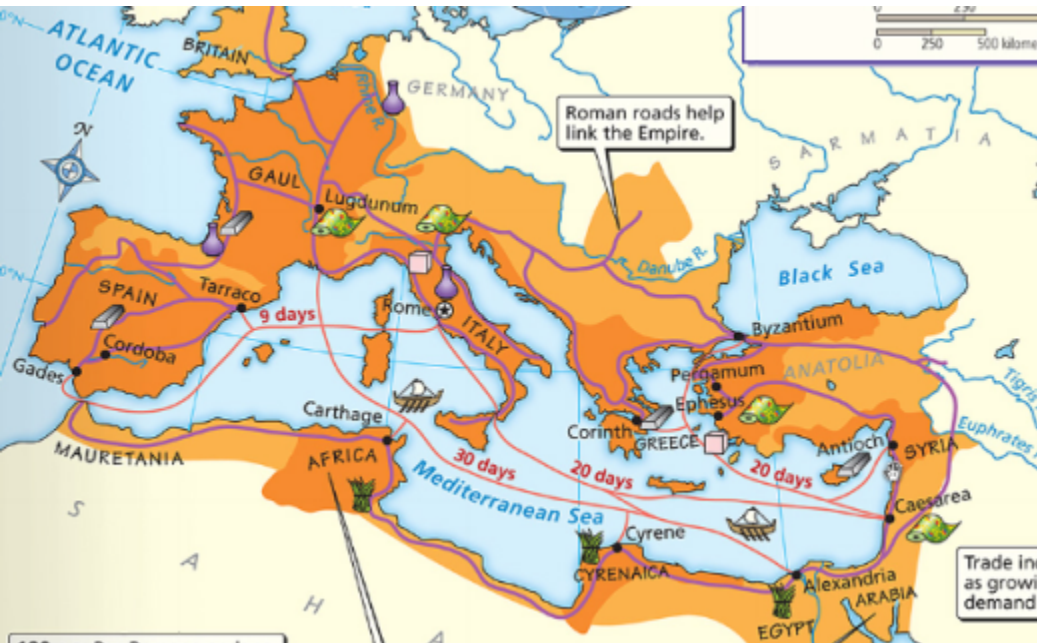 ATLANTIC
OCEAN
BRITAIN
Rhine R.
GERMANY
0
250
500 kilome
Roman roads help
link the Empire.
SARMATIA
N
GAUL
Lugdunum
Danube R.
Black Sea
SPAIN
Tarraco
9 days
Rome
ITALY
Byzantium
Cordoba
Gades
Pergamum
ANATOLIA
Tigris
Ephesus
Carthage
Corinth
GREECE
Antioch
SYRIA
Euphrates
MAURETANIA
AFRICA
30 days
20 days
20 days
Mediterranean Sea
Caesarea
Cyrene
CYRENAICA
Alexandria
ARABIA
EGYPT
Trade in
as growi
demand
S
A
H
A